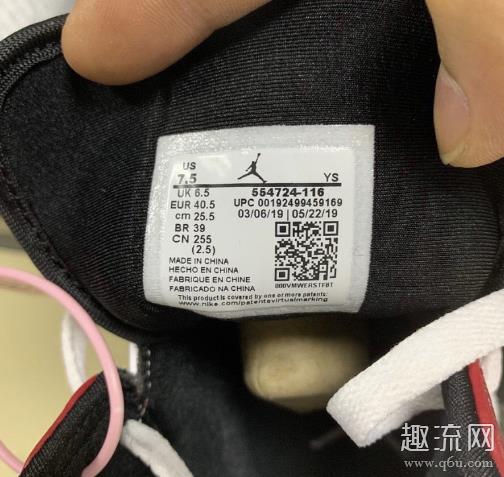 US
7.5
YS
UK 6.5
554724-116
EUR 40.5
UPC 00192499459169
cm 25.5
03/06/19 | 05/22/19
BR 39
CN 255
(2.5)
MADE IN CHINA
HECHO EN CHINA
FABRIQUE EN CHINE
FABRICADO NA CHINA
This product is covered by one or more patents:
www.nike.com/patentsvirtualmarking
趣流网
www.q6u.com